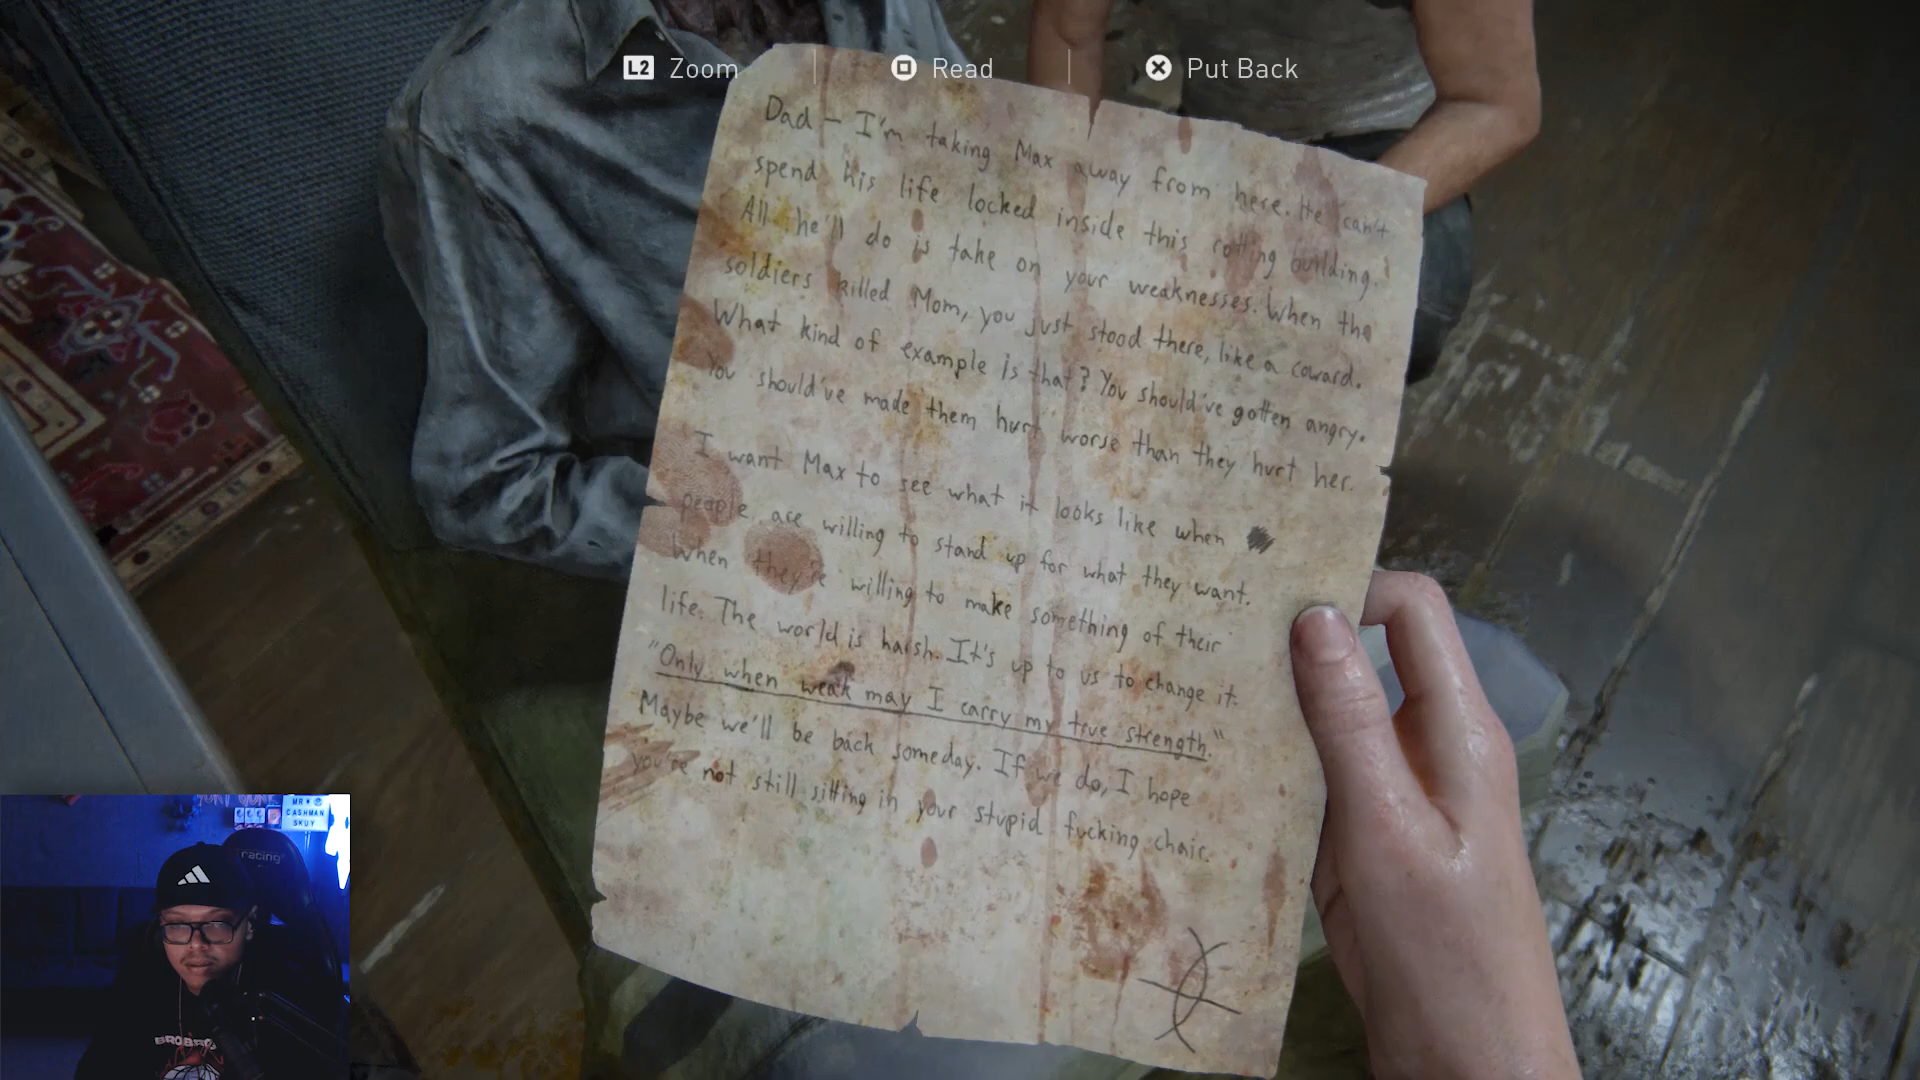 L2 Zoom
Read
Put Back
Dad - I'm taking Max away from here. He can't
spend his life locked inside this rotting building.
All he'll do is take on your weaknesses. When the
soldiers killed Mom, you just stood there, like a coward.
What kind of example is that? You should've gotten angry.
You should've made them hurt worse than they hurt her.
I want Max to see what it looks like when
people are willing to stand up for what they want.
When they're willing to make something of their
life. The world is harsh. It's up to us to change it.
"Only when weak may I carry my true strength."
Maybe we'll be back someday. If we do, I hope
you're not still sitting in your stupid fucking chair.
MR
CASHMAN
SKUY
racing